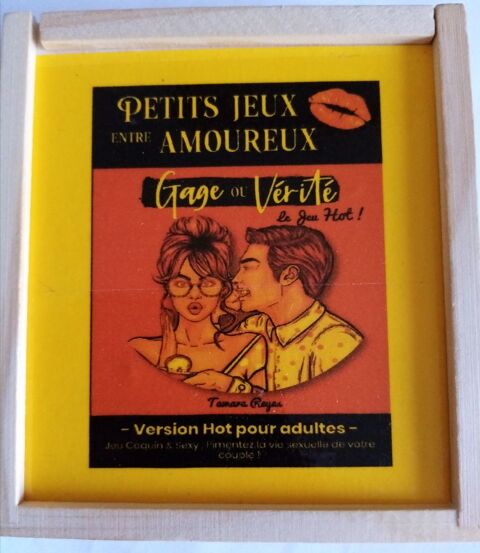 PETITS JEUX
ENTRE AMOUREUX
Gage ou Vérité
le Jeu Hot !
Tamara Reyes
– Version Hot pour adultes –
Jeu Coquin & Sexy : Pimentez la vie sexuelle de votre
couple !